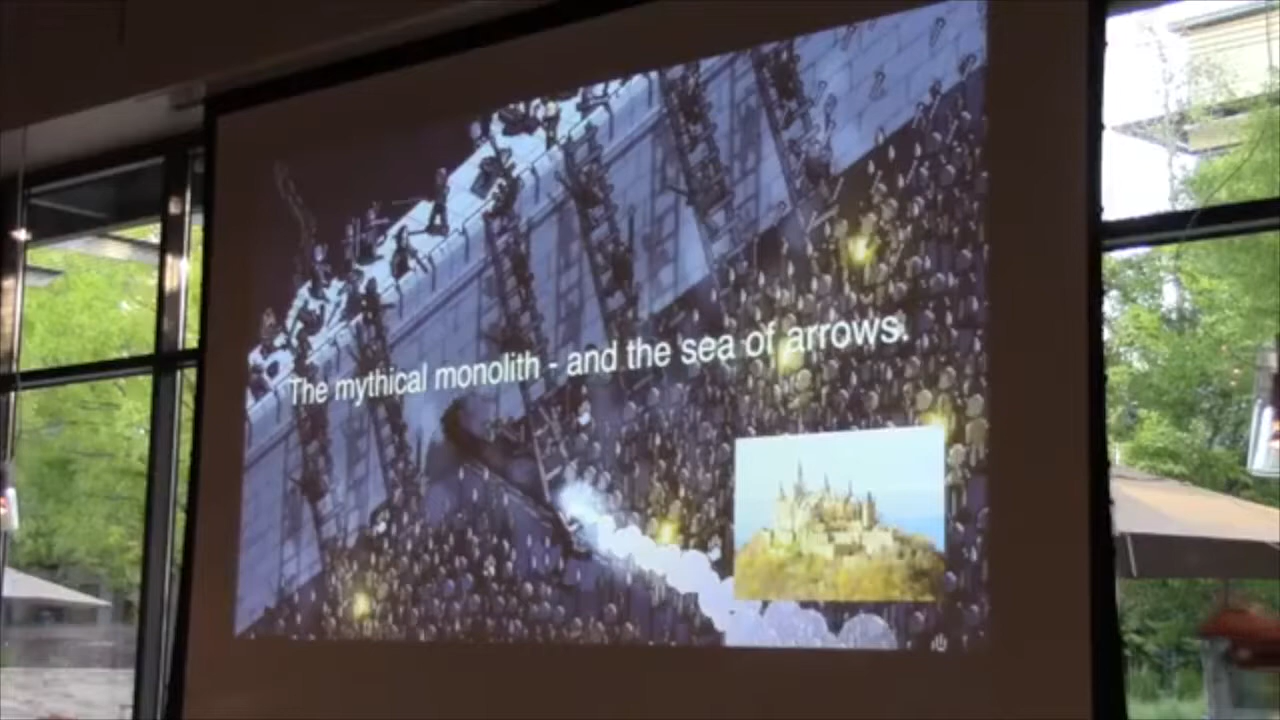 The mythical monolith - and the sea of arrows.